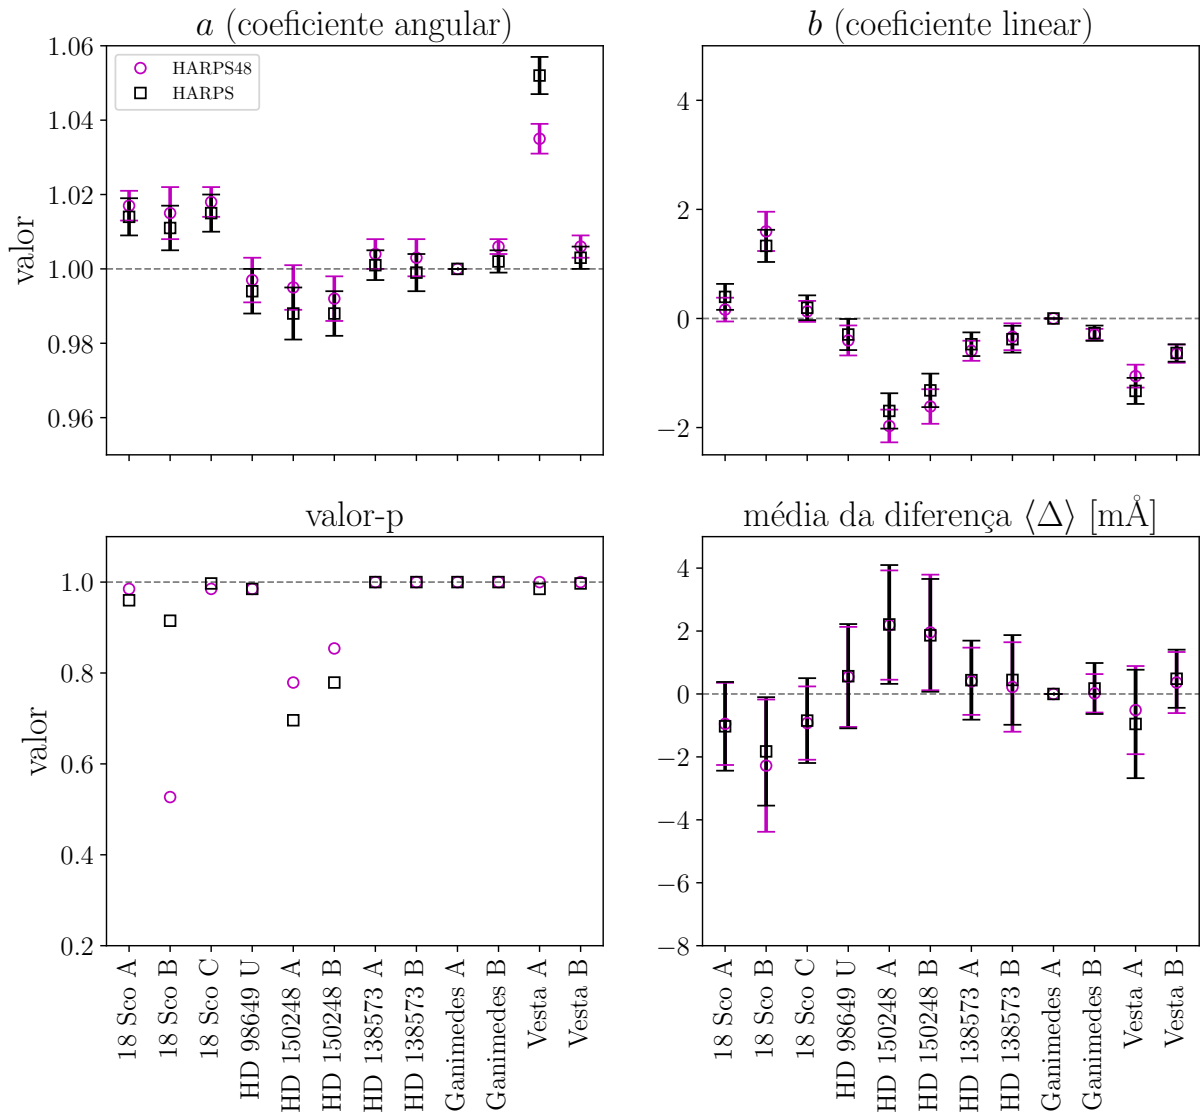 a (coeficiente angular)
b (coeficiente linear)
1.06
1.04
1.02
1.00
0.98
0.96
valor
HARPS48
HARPS
4
2
0
−2
valor-p
média da diferença ⟨Δ⟩ [mÅ]
1.0
0.8
0.6
0.4
0.2
valor
4
2
0
−2
−4
−6
−8
18 Sco A
18 Sco B
18 Sco C
HD 98649 U
HD 150248 A
HD 150248 B
HD 138573 A
HD 138573 B
Ganimedes A
Ganimedes B
Vesta A
Vesta B
18 Sco A
18 Sco B
18 Sco C
HD 98649 U
HD 150248 A
HD 150248 B
HD 138573 A
HD 138573 B
Ganimedes A
Ganimedes B
Vesta A
Vesta B